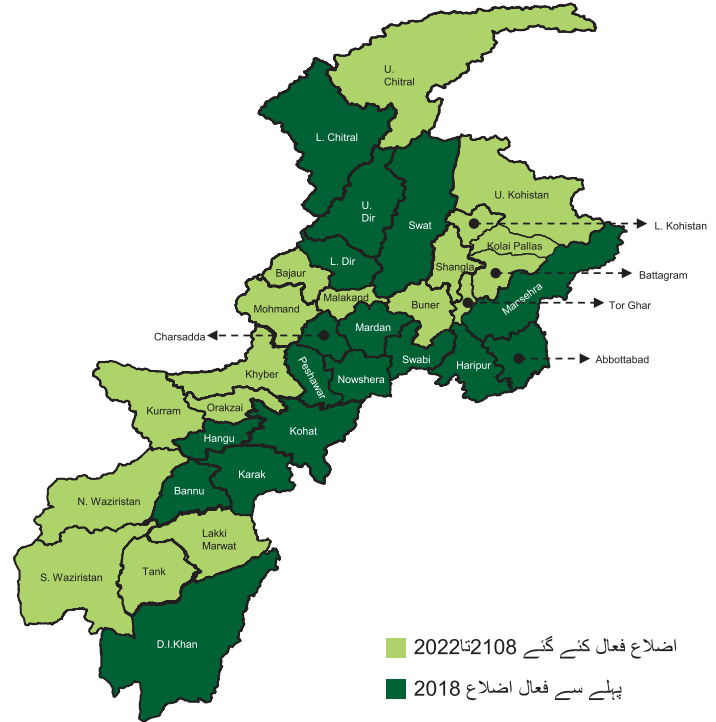 U.
Chitral
L. Chitral
U. Kohistan
U.
Dir
Swat
L. Kohistan
Kolai Pallas
L. Dir
Shangla
Bajaur
Battagram
Malakand
Mansehra
Mohmand
Buner
Tor Ghar
Mardan
Charsadda
Swabi
Haripur
Abbottabad
Khyber
Peshawar
Nowshera
Kurram
Orakzai
Hangu
Kohat
Karak
Bannu
N. Waziristan
Lakki
Marwat
S. Waziristan
Tank
D.I.Khan
اضلاع فعال کئے گئے 2108تا2022
پہلے سے فعال اضلاع 2018